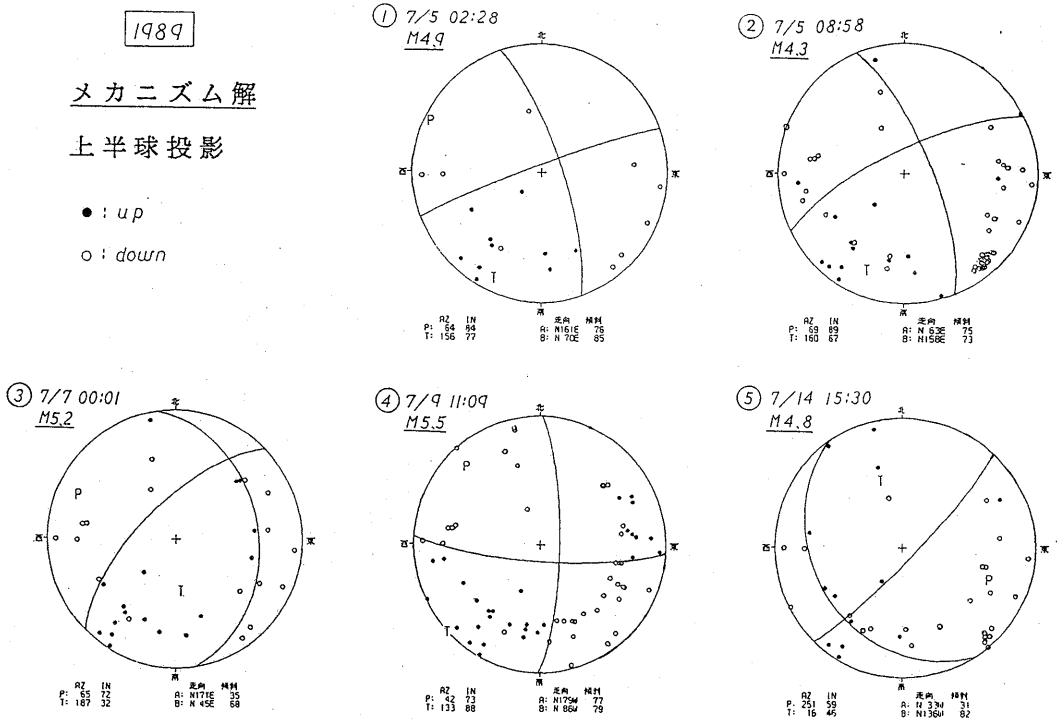 1989
メカニズム解
上半球投影
● : up
○ : down
① 7/5 02:28
M4.9
北
P
西
東
T
南
AZ IN 走向 傾斜
P: 64 84 A: N161E 76
T: 156 77 B: N 70E 85
② 7/5 08:58
M4.3
北
西
東
T
南
AZ IN 走向 傾斜
P: 69 89 A: N 63E 75
T: 160 67 B: N158E 73
③ 7/7 00:01
M5.2
北
P
西
東
T
南
AZ IN 走向 傾斜
P: 65 72 A: N171E 35
T: 187 32 B: N 45E 68
④ 7/9 11:09
M5.5
北
P
西
東
T
南
AZ IN 走向 傾斜
P: 42 73 A: N179W 77
T: 133 88 B: N 86W 79
⑤ 7/14 15:30
M4.8
北
T
西
東
P
南
AZ IN 走向 傾斜
P: 251 59 A: N 33W 31
T: 16 46 B: N136W 82